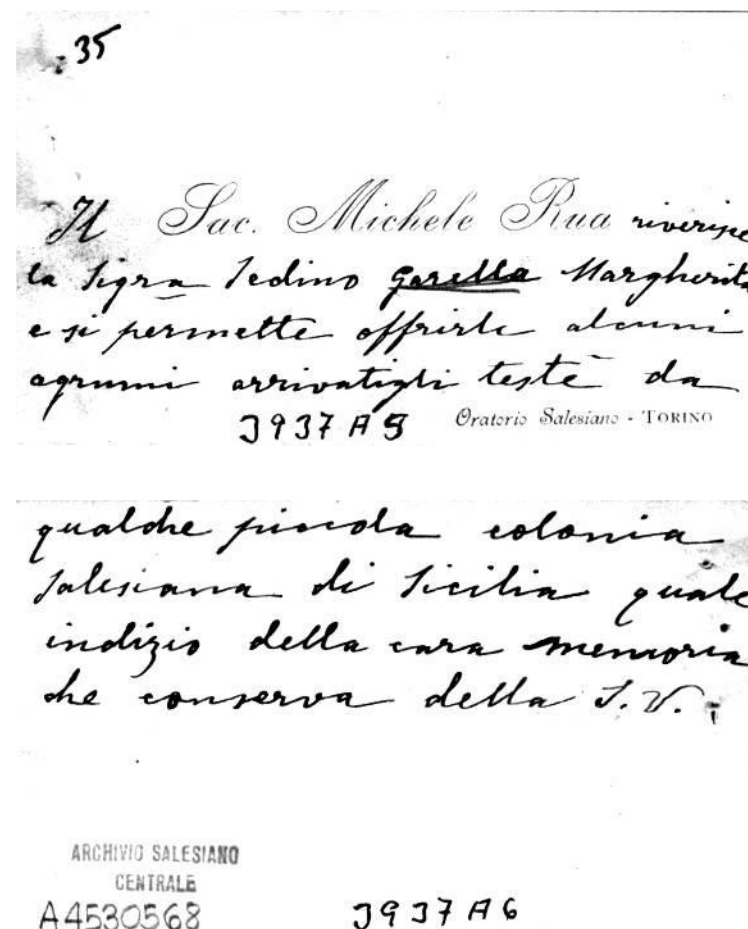 35
Il Sac. Michele Rua riverisce
la Sigra Tedino Garella Margherita
e si permette offrirle alcuni
agrumi arrivatigli testè da
3937 A5
Oratorio Salesiano - TORINO
qualche piccola colonia
Salesiana di Sicilia quale
indizio della cara memoria
che conserva della S.V.
ARCHIVIO SALESIANO
CENTRALE
A4530568
3937 A6